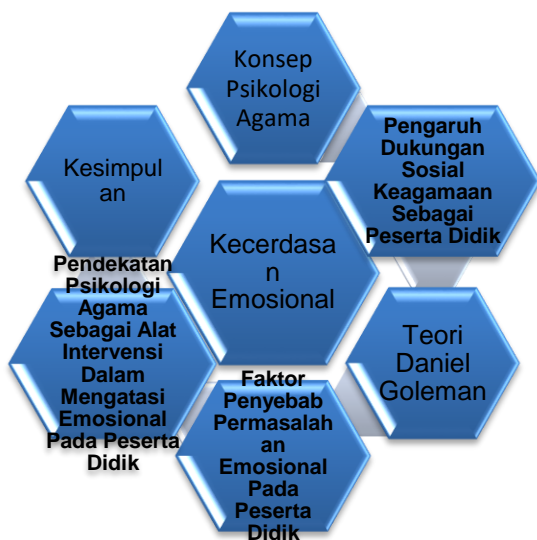 Konsep
Psikologi
Agama
Pengaruh
Dukungan
Sosial
Keagamaan
Sebagai
Peserta Didik
Teori
Daniel
Goleman
Faktor
Penyebab
Permasalah
an
Emosional
Pada
Peserta
Didik
Pendekatan
Psikologi
Agama
Sebagai Alat
Intervensi
Dalam
Mengatasi
Emosional
Pada Peserta
Didik
Kesimpul
an
Kecerdasa
n
Emosional